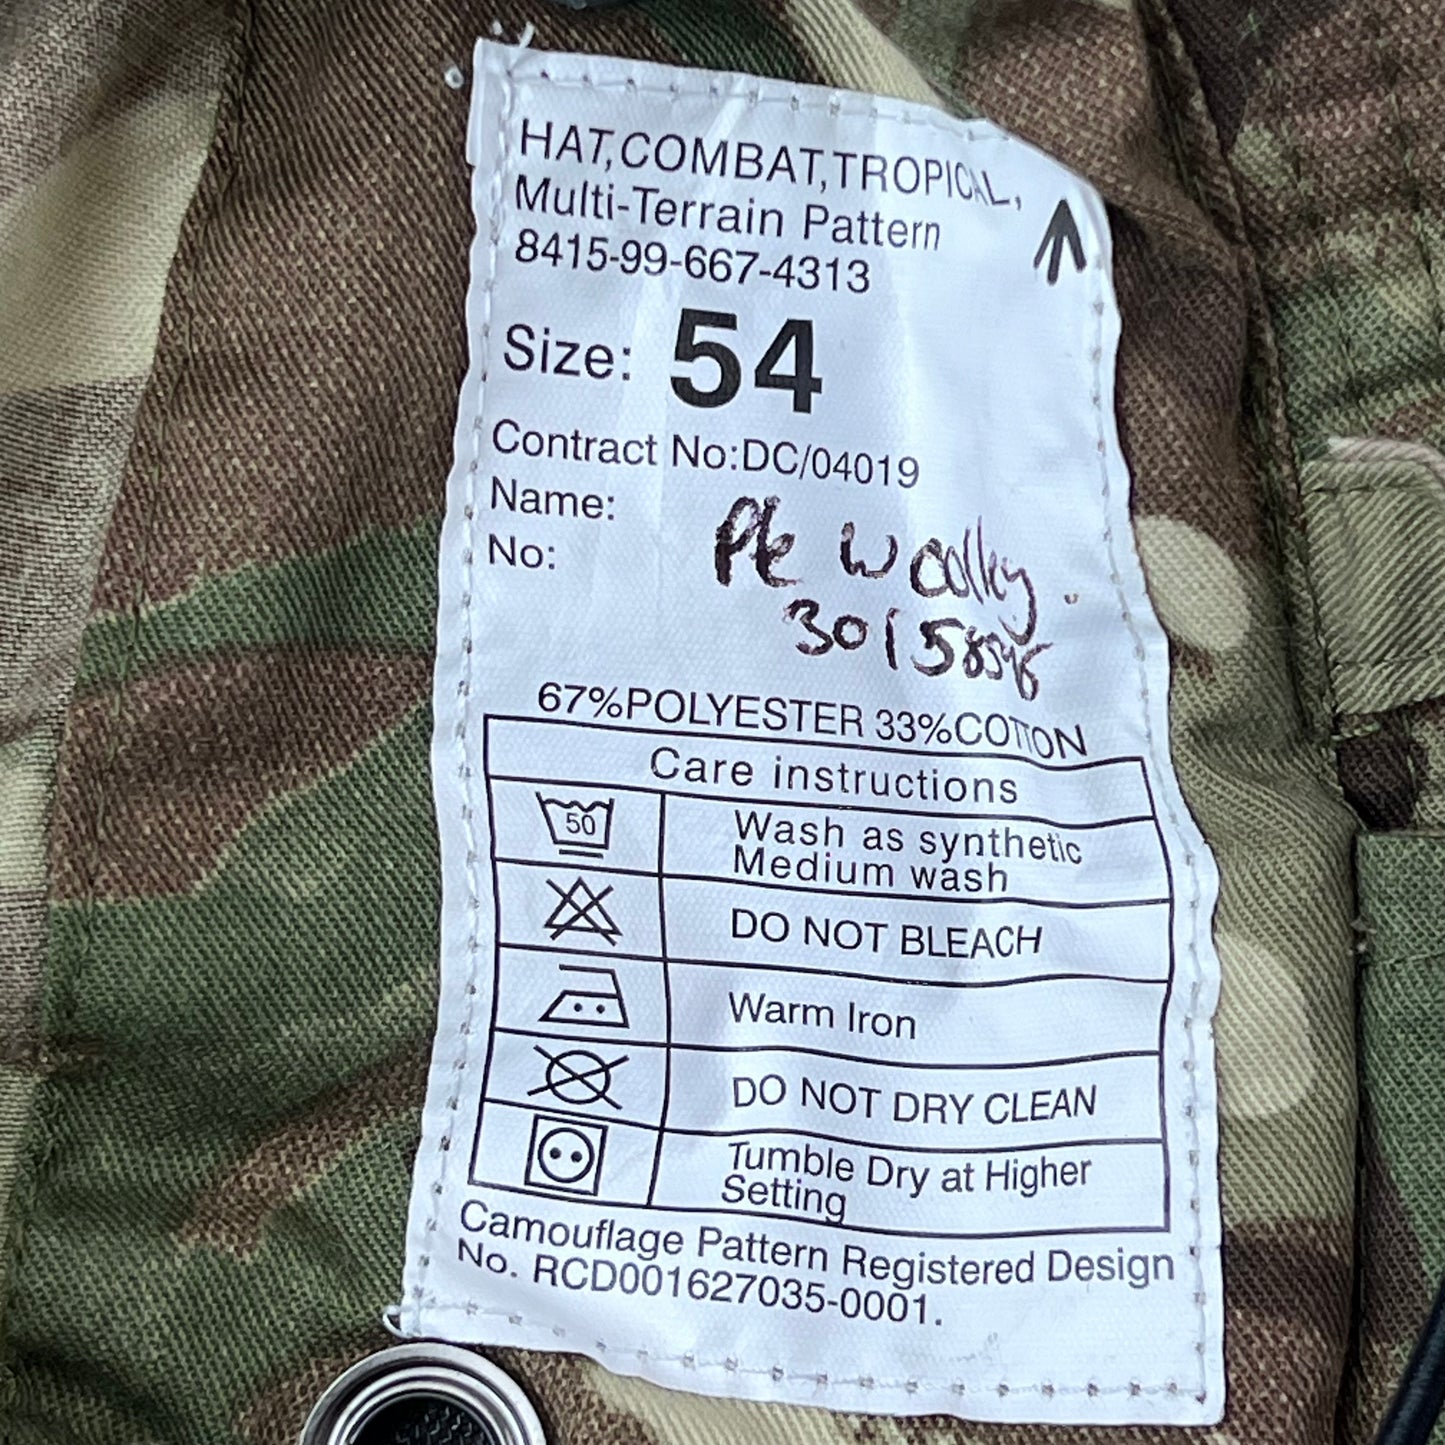 HAT,COMBAT,TROPICAL,
Multi-Terrain Pattern
8415-99-667-4313
Size: 54
Contract No:DC/04019
Name:
No:
Pte Woolley.
67%POLYESTER 33%COTTON
Care instructions
50
Wash as synthetic
Medium wash
DO NOT BLEACH
Warm Iron
DO NOT DRY CLEAN
Tumble Dry at Higher
Setting
Camouflage Pattern Registered Design
No. RCD001627035-0001.